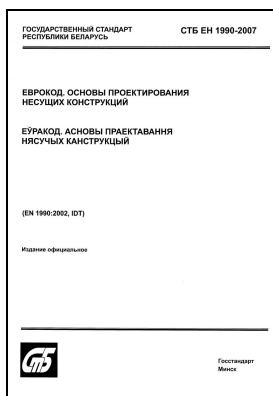 ГОСУДАРСТВЕННЫЙ СТАНДАРТ
РЕСПУБЛИКИ БЕЛАРУСЬ
СТБ ЕН 1990-2007
ЕВРОКОД. ОСНОВЫ ПРОЕКТИРОВАНИЯ
НЕСУЩИХ КОНСТРУКЦИЙ
ЕЎРАКОД. АСНОВЫ ПРАЕКТАВАННЯ
НЯСУЧЫХ КАНСТРУКЦЫЙ
(EN 1990:2002, IDT)
Издание официальное
СТБ
Госстандарт
Минск